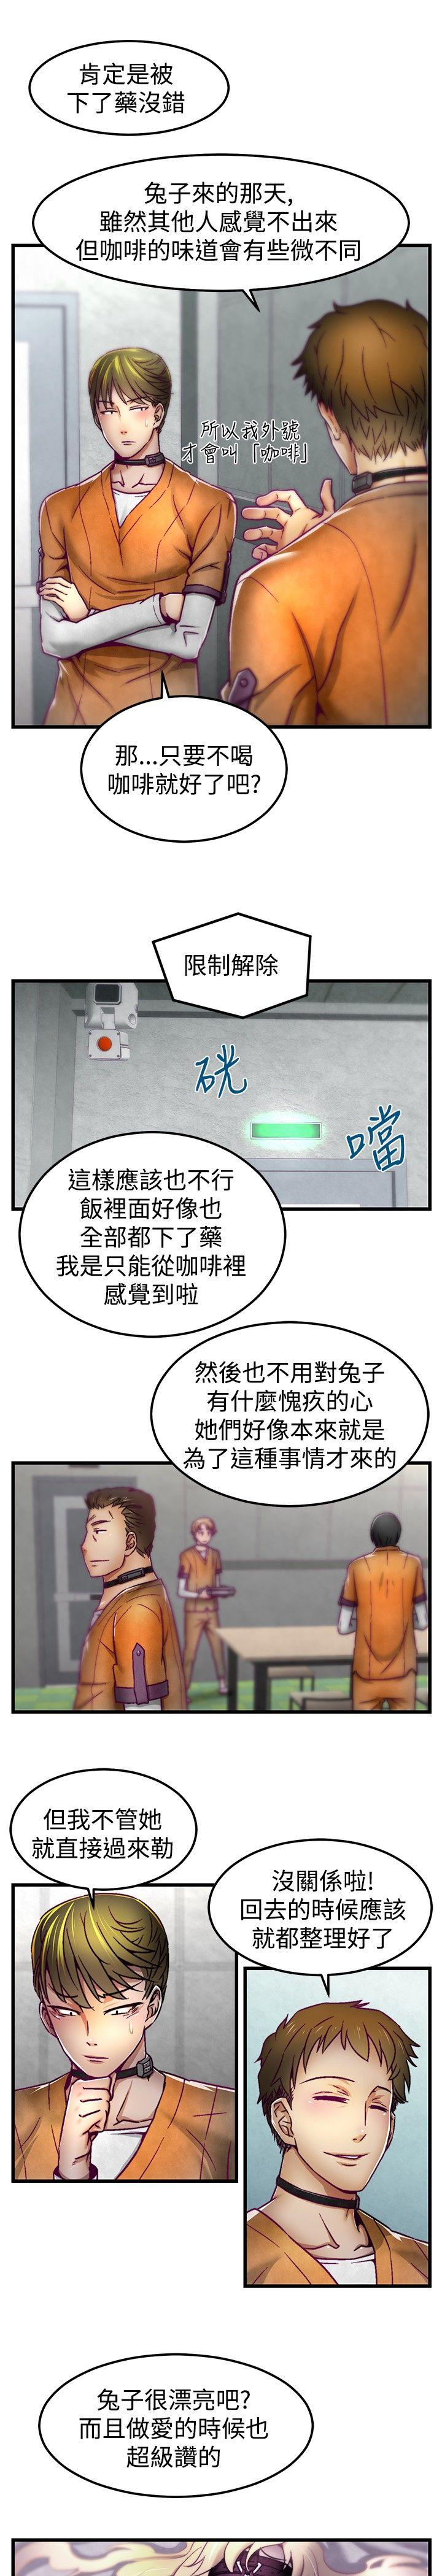 肯定是被
下了藥沒錯
兔子來的那天,
雖然其他人感覺不出來
但咖啡的味道會有些微不同
所以我外號
才會叫「咖啡」
那...只要不喝
咖啡就好了吧?
限制解除
硄
噹
這樣應該也不行
飯裡面好像也
全部都下了藥
我是只能從咖啡裡
感覺到啦
然後也不用對兔子
有什麼愧疚的心
她們好像本來就是
為了這種事情才來的
但我不管她
就直接過來勒
沒關係啦!
回去的時候應該
就都整理好了
兔子很漂亮吧?
而且做愛的時候也
超級讚的